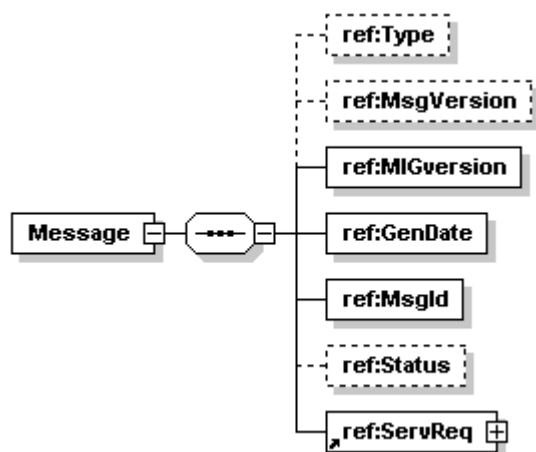 ref:Type
ref:MsgVersion
ref:MIGversion
Message
ref:GenDate
ref:MsgId
ref:Status
ref:ServReq